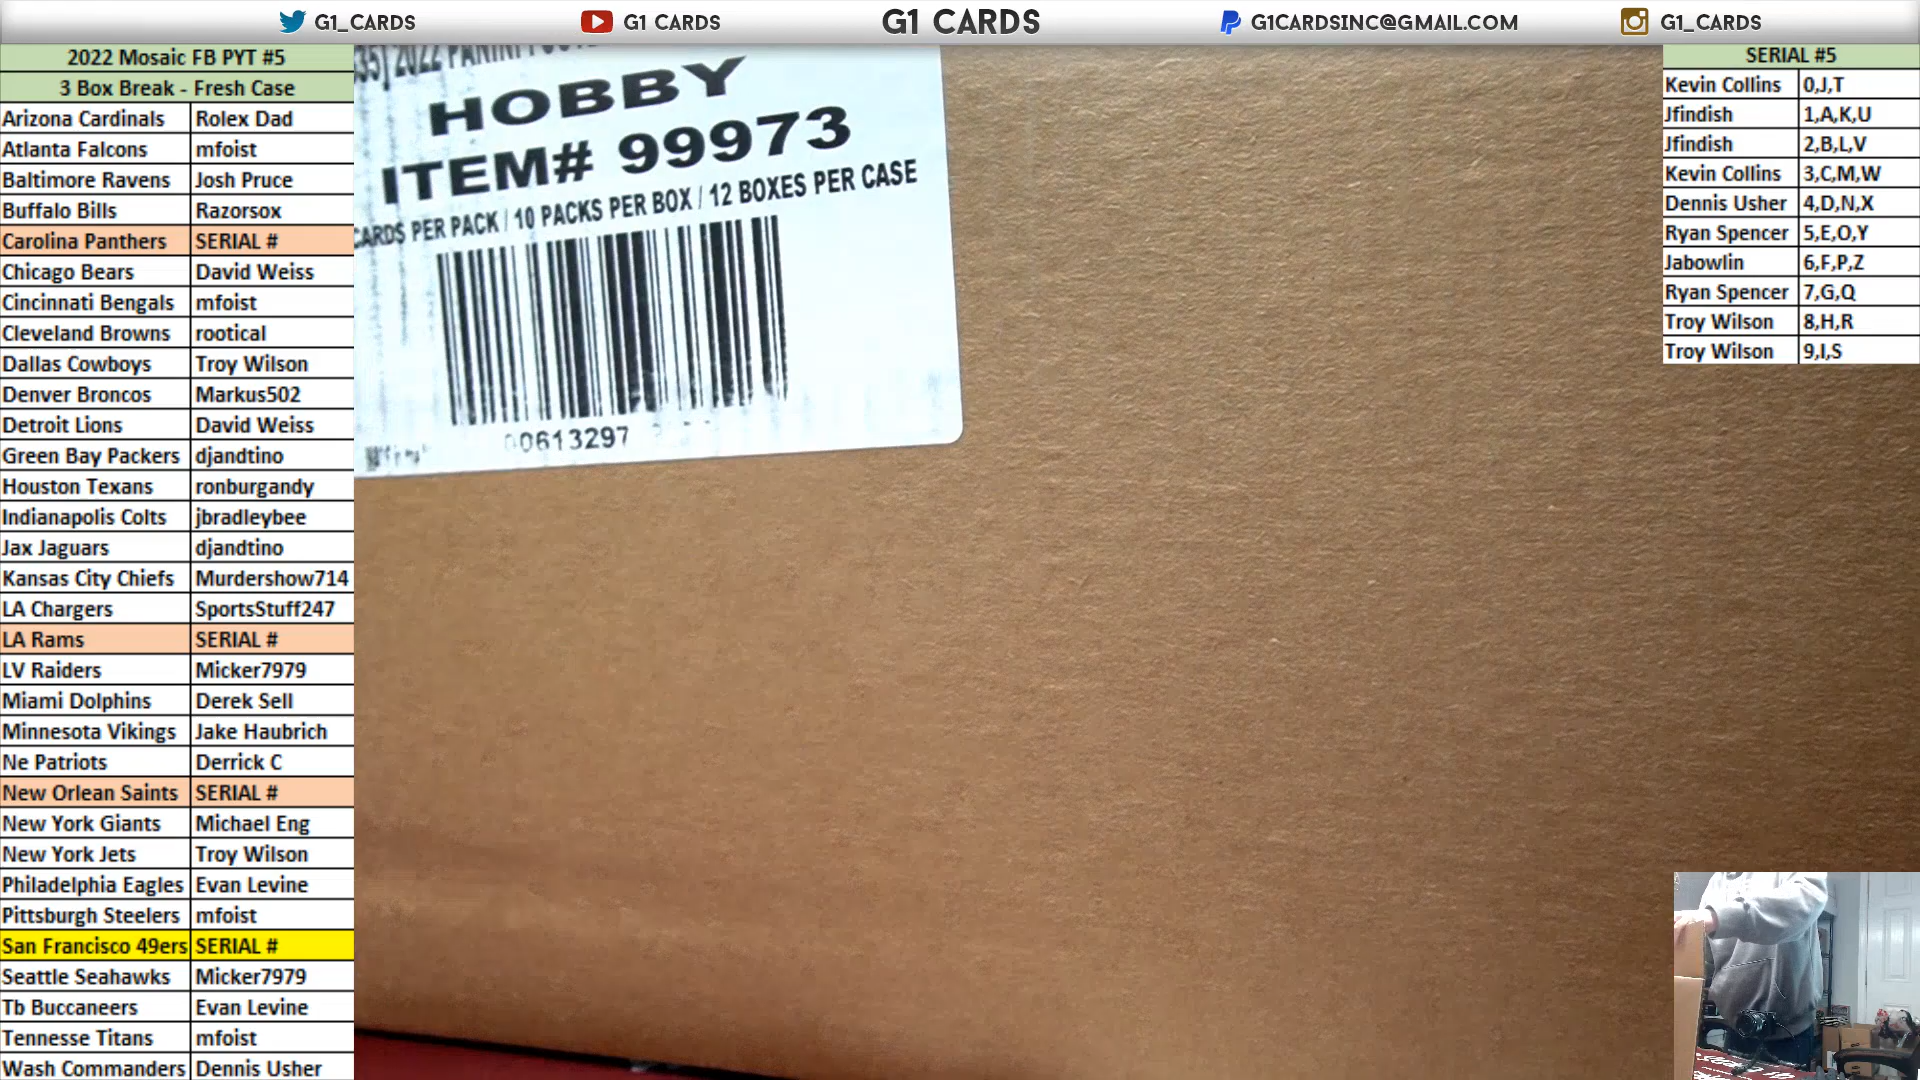 G1_CARDS G1 CARDS G1 CARDS G1CARDSINC@GMAIL.COM G1_CARDS
2022 Mosaic FB PYT #5
3 Box Break - Fresh Case
Arizona Cardinals Rolex Dad
Atlanta Falcons mfoist
Baltimore Ravens Josh Pruce
Buffalo Bills Razorsox
Carolina Panthers SERIAL #
Chicago Bears David Weiss
Cincinnati Bengals mfoist
Cleveland Browns rootical
Dallas Cowboys Troy Wilson
Denver Broncos Markus502
Detroit Lions David Weiss
Green Bay Packers djandtino
Houston Texans ronburgandy
Indianapolis Colts jbradleybee
Jax Jaguars djandtino
Kansas City Chiefs Murdershow714
LA Chargers SportsStuff247
LA Rams SERIAL #
LV Raiders Micker7979
Miami Dolphins Derek Sell
Minnesota Vikings Jake Haubrich
Ne Patriots Derrick C
New Orlean Saints SERIAL #
New York Giants Michael Eng
New York Jets Troy Wilson
Philadelphia Eagles Evan Levine
Pittsburgh Steelers mfoist
San Francisco 49ers SERIAL #
Seattle Seahawks Micker7979
Tb Buccaneers Evan Levine
Tennesse Titans mfoist
Wash Commanders Dennis Usher
2022 PANINI
HOBBY
ITEM# 99973
CARDS PER PACK / 10 PACKS PER BOX / 12 BOXES PER CASE
00613297
SERIAL #5
Kevin Collins 0,J,T
Jfindish 1,A,K,U
Jfindish 2,B,L,V
Kevin Collins 3,C,M,W
Dennis Usher 4,D,N,X
Ryan Spencer 5,E,O,Y
Jabowlin 6,F,P,Z
Ryan Spencer 7,G,Q
Troy Wilson 8,H,R
Troy Wilson 9,I,S